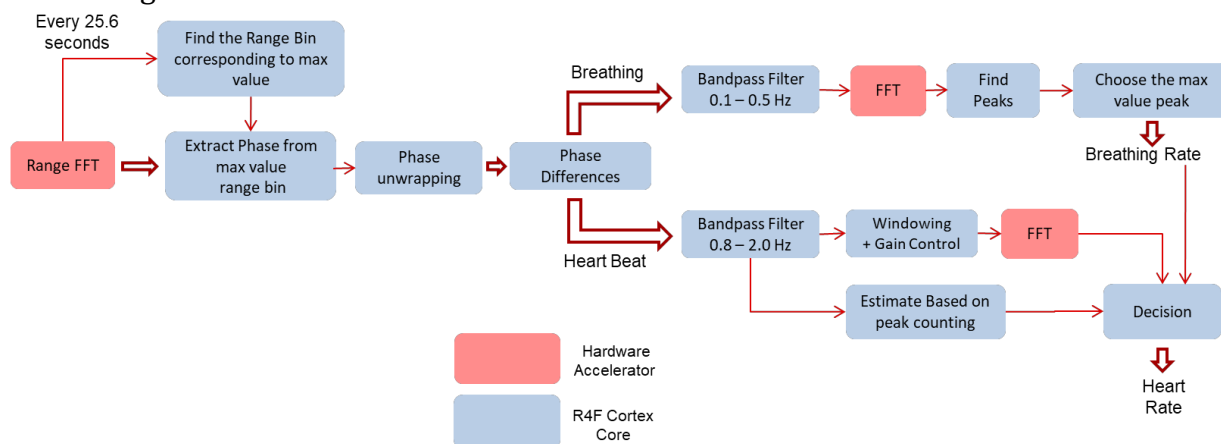 Every 25.6
seconds
Find the Range Bin
corresponding to max
value
Range FFT
Extract Phase from
max value
range bin
Phase
unwrapping
Phase
Differences
Breathing
Bandpass Filter
0.1 – 0.5 Hz
FFT
Find
Peaks
Choose the max
value peak
Breathing Rate
Heart Beat
Bandpass Filter
0.8 – 2.0 Hz
Windowing
+ Gain Control
FFT
Estimate Based on
peak counting
Decision
Heart
Rate
Hardware
Accelerator
R4F Cortex
Core